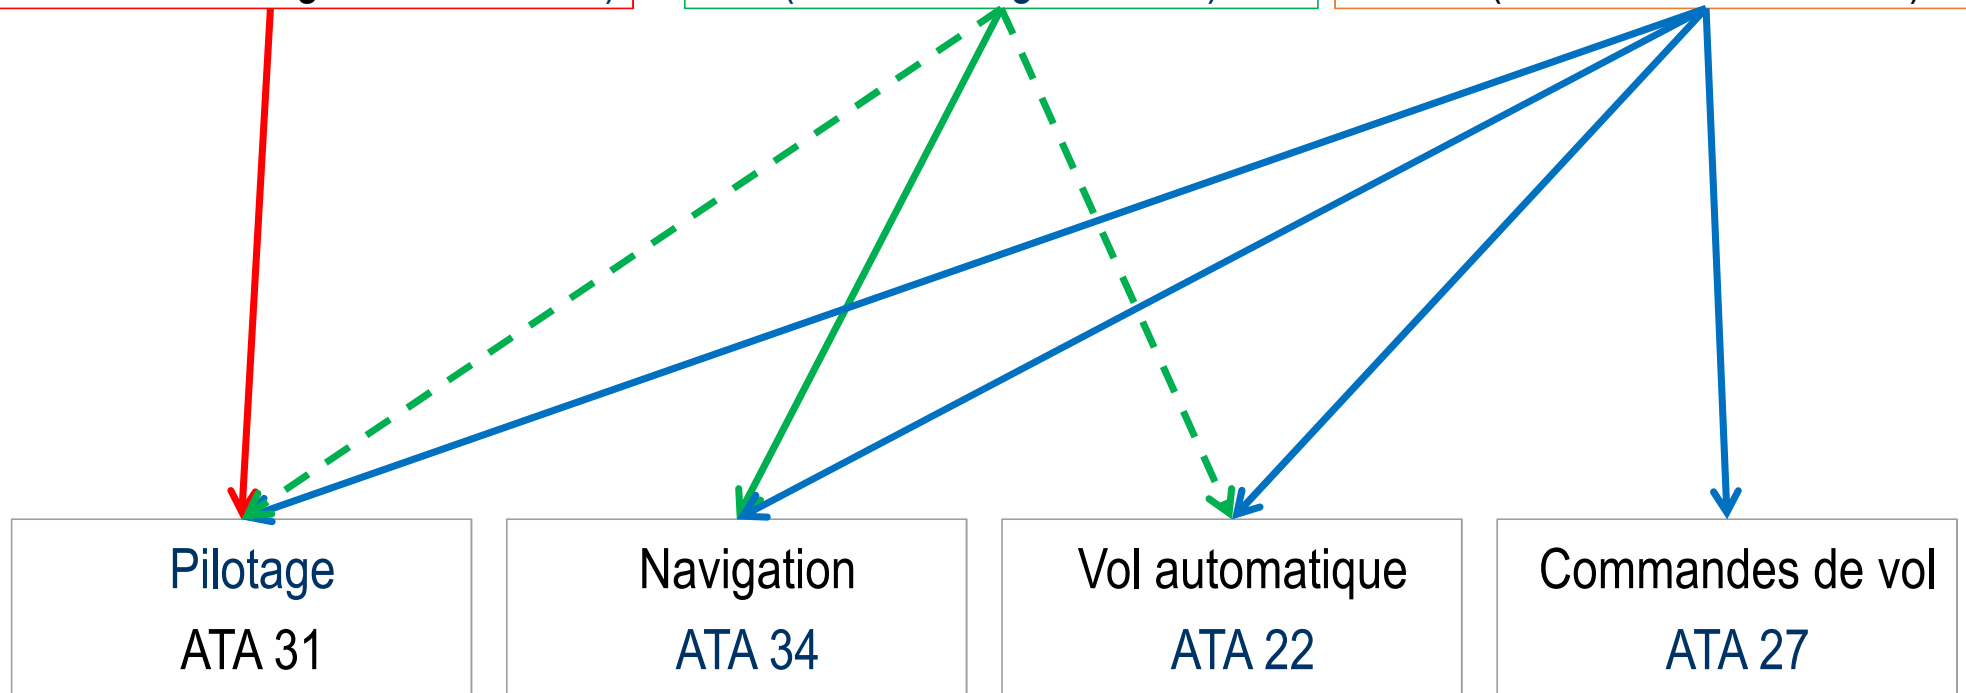 Pilotage
Navigation
Vol automatique
Commandes de vol
ATA 31
ATA 34
ATA 22
ATA 27